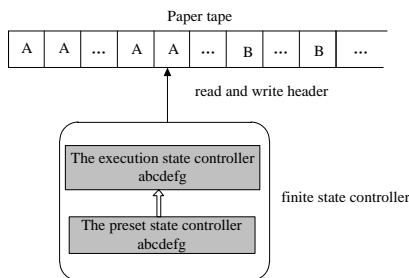 Paper tape
A A ... A A ... B ... B ...
read and write header
The execution state controller
abcdefg
finite state controller
The preset state controller
abcdefg